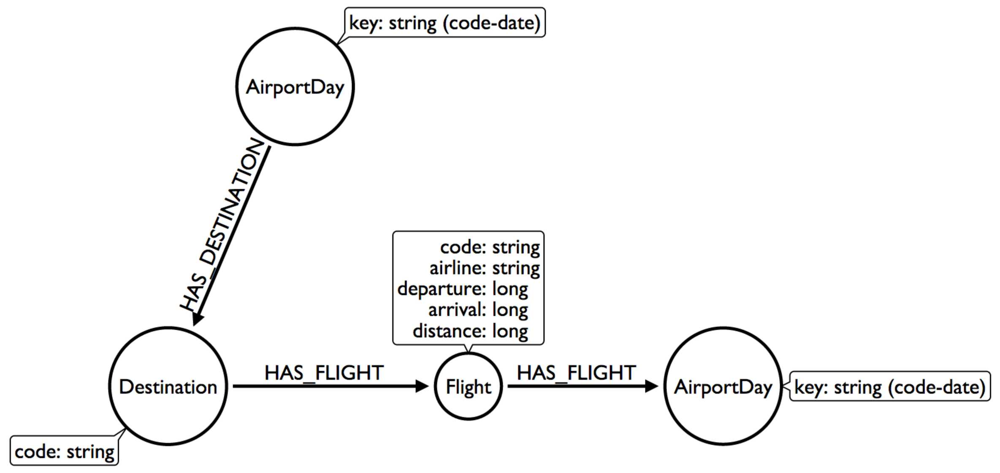 key: string (code-date)
AirportDay
HAS_DESTINATION
code: string
airline: string
departure: long
arrival: long
distance: long
HAS_FLIGHT
HAS_FLIGHT
Destination
Flight
AirportDay
key: string (code-date)
code: string